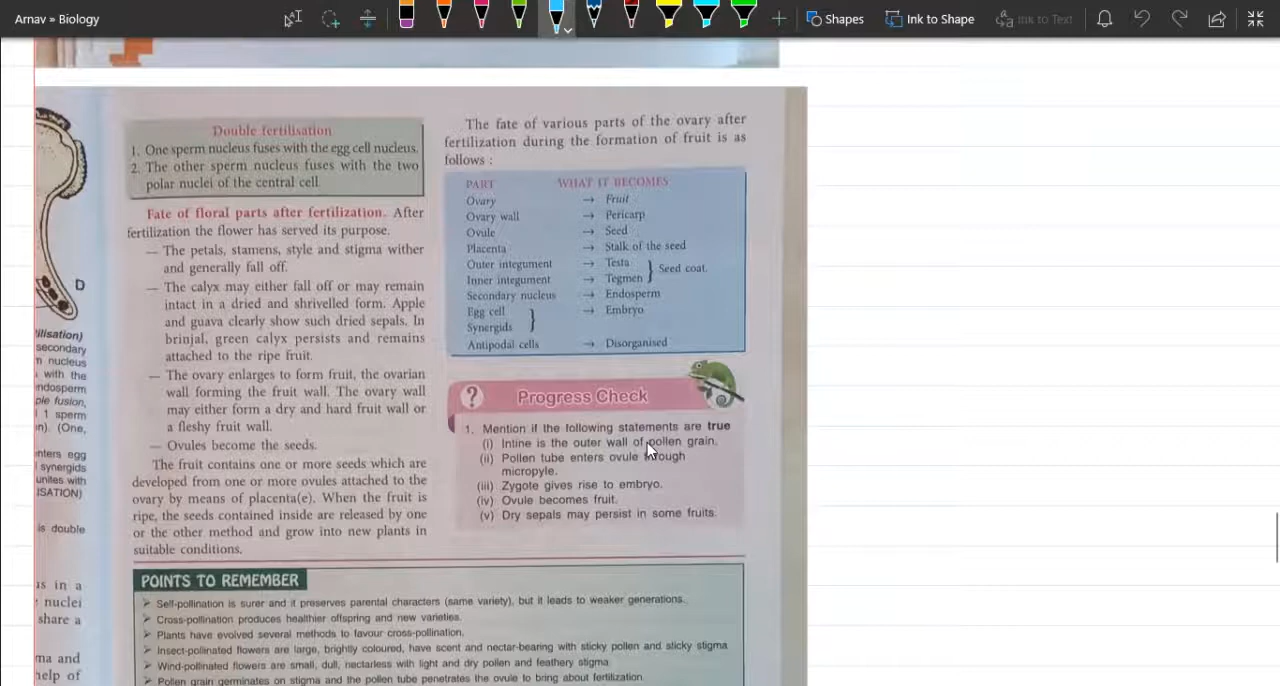 Arnav » Biology
Shapes
Ink to Shape
Ink to Text
Double fertilisation
1. One sperm nucleus fuses with the egg cell nucleus.
2. The other sperm nucleus fuses with the two
polar nuclei of the central cell
Fate of floral parts after fertilization. After
fertilization the flower has served its purpose.
— The petals, stamens, style and stigma wither
and generally fall off.
— The calyx may either fall off or may remain
intact in a dried and shrivelled form. Apple
and guava clearly show such dried sepals. In
brinjal, green calyx persists and remains
attached to the ripe fruit.
— The ovary enlarges to form fruit, the ovarian
wall forming the fruit wall. The ovary wall
may either form a dry and hard fruit wall or
a fleshy fruit wall.
— Ovules become the seeds.
The fruit contains one or more seeds which are
developed from one or more ovules attached to the
ovary by means of placenta(e). When the fruit is
ripe, the seeds contained inside are released by one
or the other method and grow into new plants in
suitable conditions.
The fate of various parts of the ovary after
fertilization during the formation of fruit is as
follows :
PART WHAT IT BECOMES
Ovary → Fruit
Ovary wall → Pericarp
Ovule → Seed
Placenta → Stalk of the seed
Outer integument → Testa
Inner integument → Tegmen } Seed coat.
Secondary nucleus → Endosperm
Egg cell → Embryo
Synergids }
Antipodal cells → Disorganised
? Progress Check
1. Mention if the following statements are true
(i) Intine is the outer wall of pollen grain.
(ii) Pollen tube enters ovule through
micropyle.
(iii) Zygote gives rise to embryo.
(iv) Ovule becomes fruit.
(v) Dry sepals may persist in some fruits.
POINTS TO REMEMBER
➢ Self-pollination is surer and it preserves parental characters (same variety), but it leads to weaker generations.
➢ Cross-pollination produces healthier offspring and new varieties.
➢ Plants have evolved several methods to favour cross-pollination.
➢ Insect-pollinated flowers are large, brightly coloured, have scent and nectar-bearing with sticky pollen and sticky stigma
➢ Wind-pollinated flowers are small, dull, nectarless with light and dry pollen and feathery stigma
➢ Pollen grain germinates on stigma and the pollen tube penetrates the ovule to bring about fertilization.
D
secondary
nucleus
with the
1 sperm
(One,
egg
synergids
unites with
is double
in a
nuclei
share a
and
of